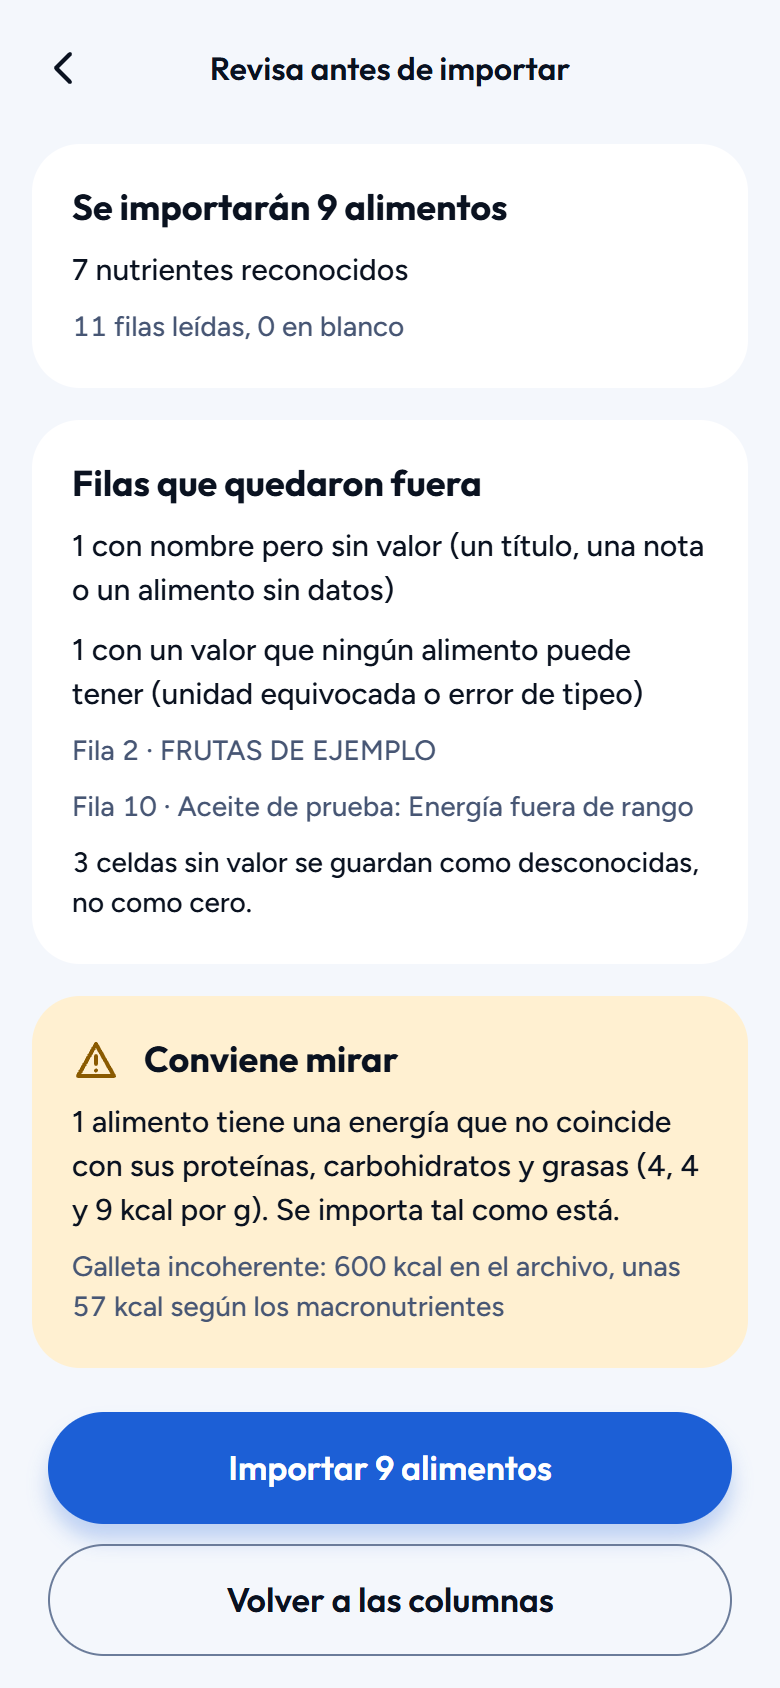 Revisa antes de importar
Se importarán 9 alimentos
7 nutrientes reconocidos
11 filas leídas, 0 en blanco
Filas que quedaron fuera
1 con nombre pero sin valor (un título, una nota
o un alimento sin datos)
1 con un valor que ningún alimento puede
tener (unidad equivocada o error de tipeo)
Fila 2 · FRUTAS DE EJEMPLO
Fila 10 · Aceite de prueba: Energía fuera de rango
3 celdas sin valor se guardan como desconocidas,
no como cero.
Conviene mirar
1 alimento tiene una energía que no coincide
con sus proteínas, carbohidratos y grasas (4, 4
y 9 kcal por g). Se importa tal como está.
Galleta incoherente: 600 kcal en el archivo, unas
57 kcal según los macronutrientes
Importar 9 alimentos
Volver a las columnas